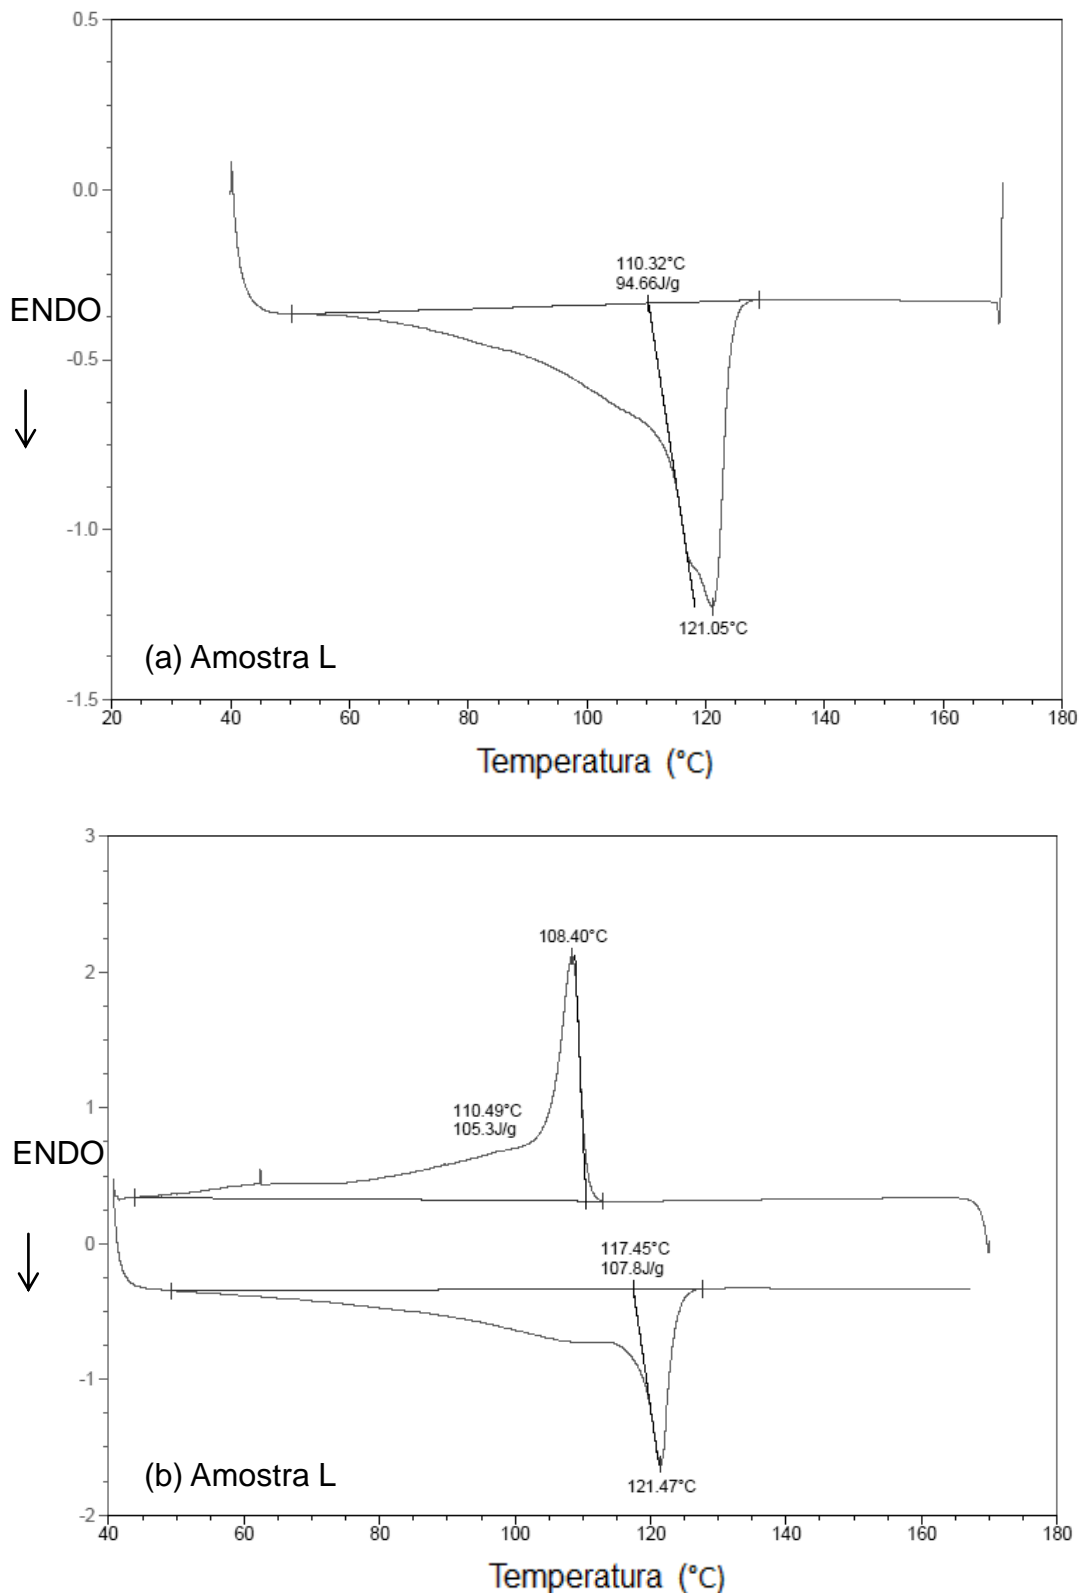 0.5
0.0
110.32°C
94.66J/g
ENDO
-0.5
-1.0
121.05°C
(a) Amostra L
-1.5
20 40 60 80 100 120 140 160 180
Temperatura (°C)
3
108.40°C
2
110.49°C
105.3J/g
1
ENDO
117.45°C
107.8J/g
0
-1
(b) Amostra L
121.47°C
-2
40 60 80 100 120 140 160 180
Temperatura (°C)